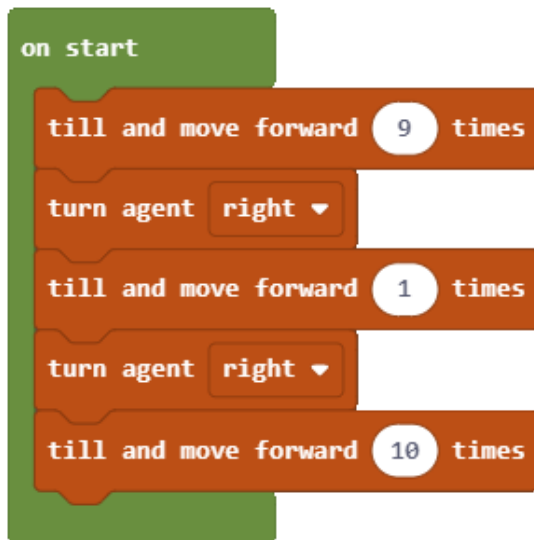 on start
till and move forward 9 times
turn agent right
till and move forward 1 times
turn agent right
till and move forward 10 times